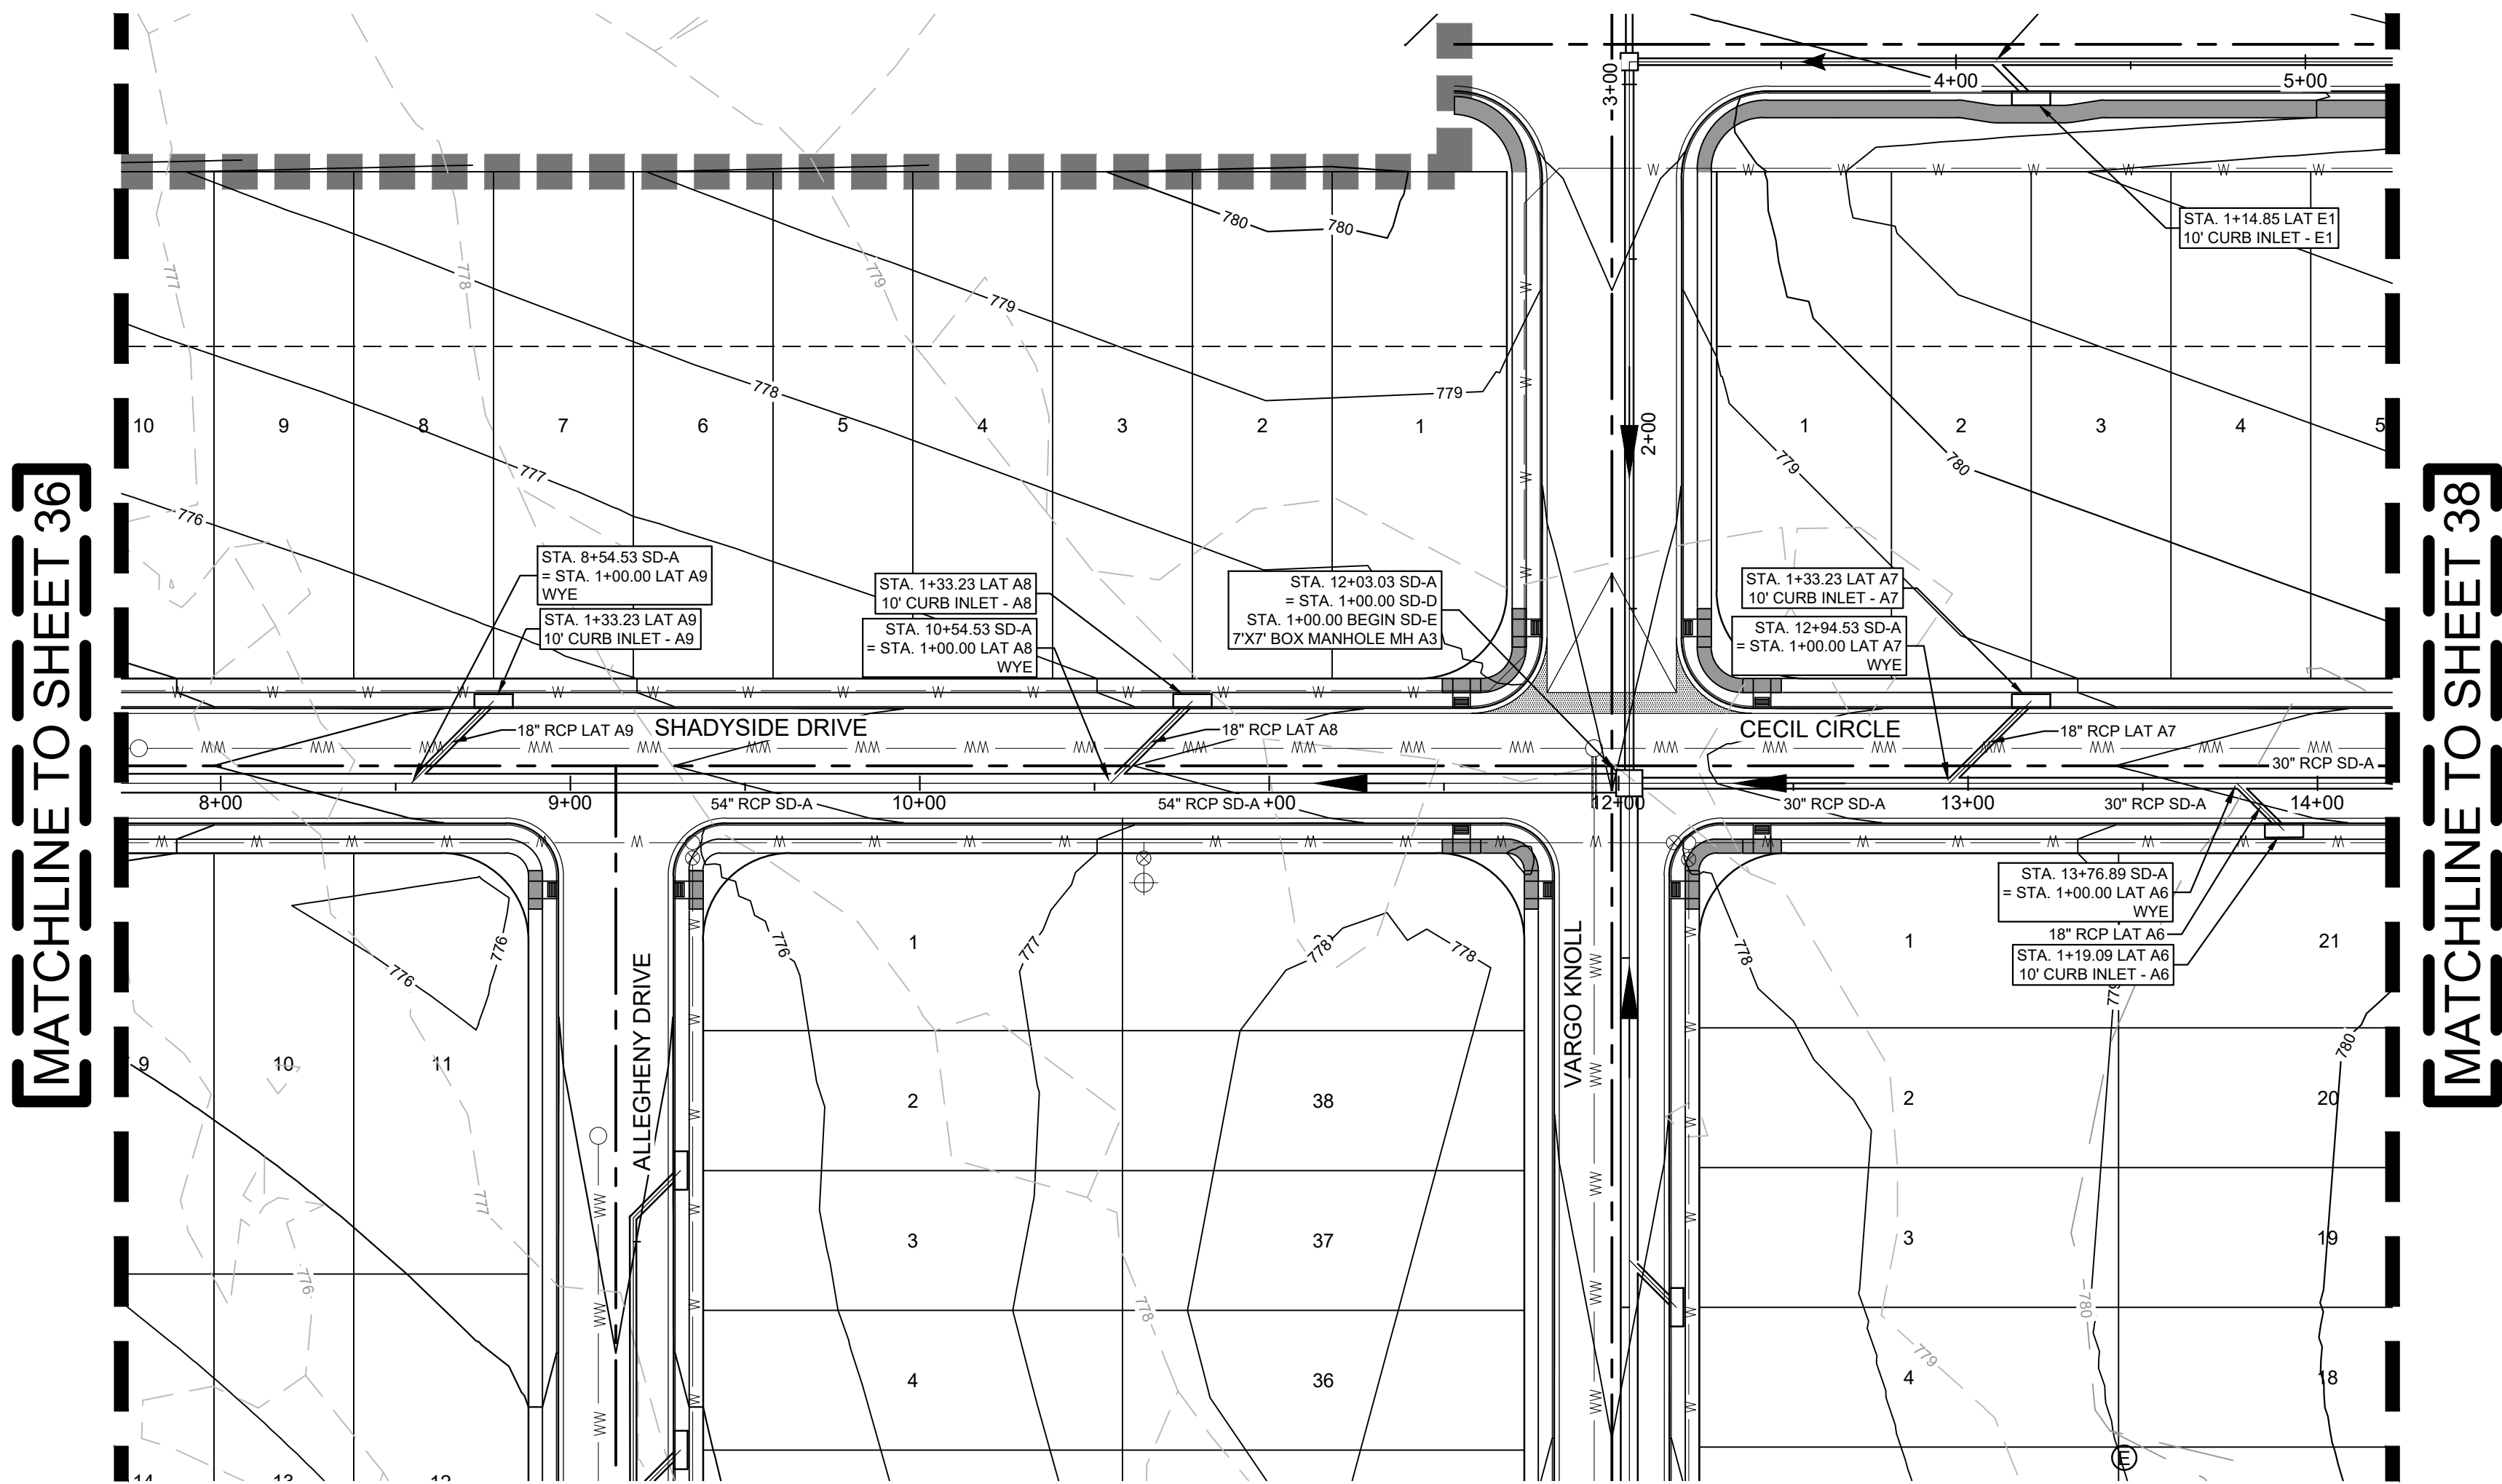 3+00
4+00
5+00
STA. 1+14.85 LAT E1
10' CURB INLET - E1
780
780
777
778
779
779
779
778
10
9
8
7
6
5
4
3
2
1
2+00
1
2
3
4
5
779
780
777
776
MATCHLINE TO SHEET 36
MATCHLINE TO SHEET 38
STA. 8+54.53 SD-A
= STA. 1+00.00 LAT A9
WYE
STA. 1+33.23 LAT A9
10' CURB INLET - A9
STA. 1+33.23 LAT A8
10' CURB INLET - A8
STA. 10+54.53 SD-A
= STA. 1+00.00 LAT A8
WYE
STA. 12+03.03 SD-A
= STA. 1+00.00 SD-D
STA. 1+00.00 BEGIN SD-E
7'X7' BOX MANHOLE MH A3
STA. 1+33.23 LAT A7
10' CURB INLET - A7
STA. 12+94.53 SD-A
= STA. 1+00.00 LAT A7
WYE
W W W W W W W W W W W
18" RCP LAT A9
SHADYSIDE DRIVE
18" RCP LAT A8
CECIL CIRCLE
18" RCP LAT A7
30" RCP SD-A
8+00
9+00
54" RCP SD-A
10+00
54" RCP SD-A
+00
12+00
30" RCP SD-A
13+00
30" RCP SD-A
14+00
STA. 13+76.89 SD-A
= STA. 1+00.00 LAT A6
WYE
18" RCP LAT A6
STA. 1+19.09 LAT A6
10' CURB INLET - A6
776
776
776
777
778
778
778
779
780
ALLEGHENY DRIVE
VARGO KNOLL
1
1
21
9
10
11
2
38
2
20
3
37
3
19
4
36
4
18
777
776
778
779
780
E
14
13
12